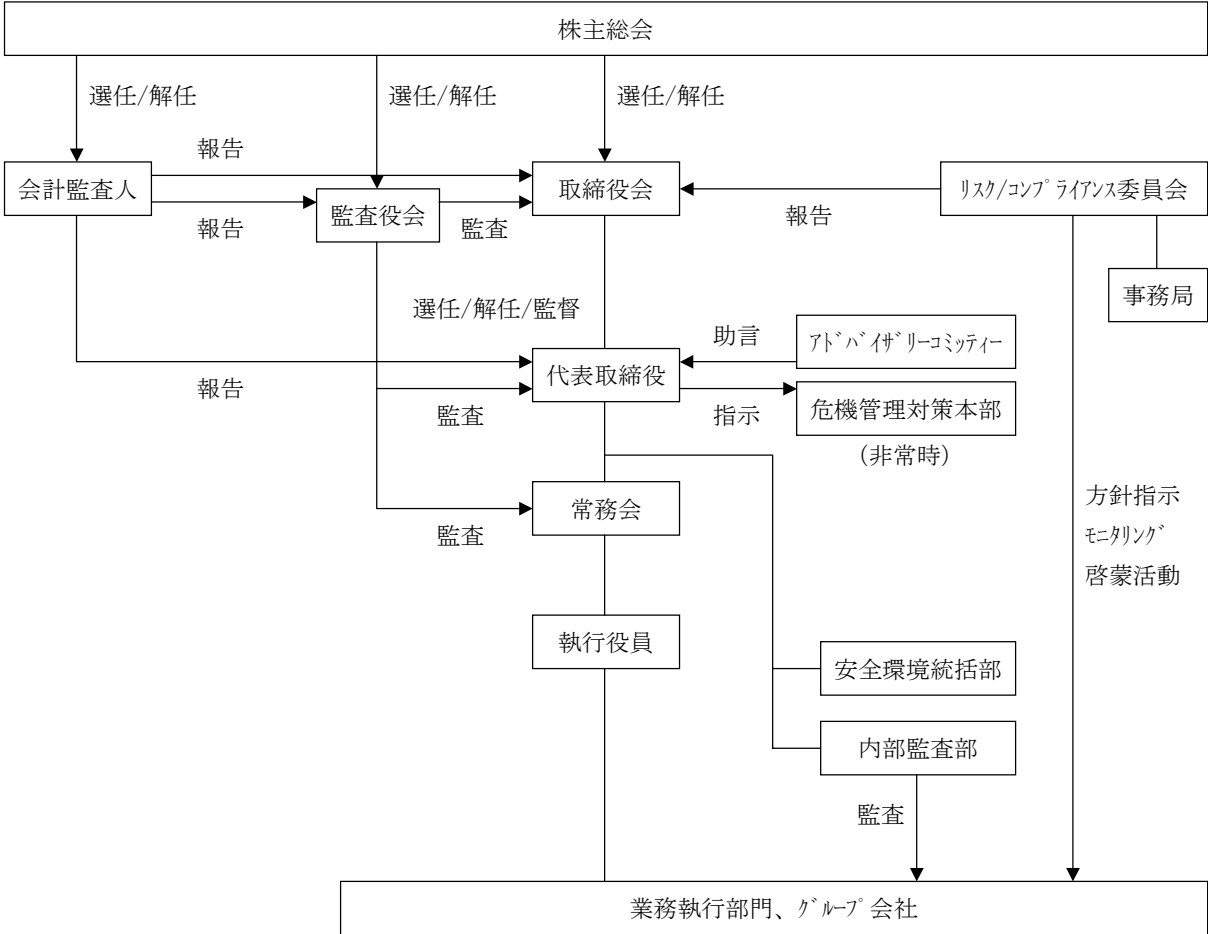 株主総会
選任/解任
選任/解任
選任/解任
報告
会計監査人
取締役会
ﾘｽｸ/ｺﾝﾌﾟﾗｲｱﾝｽ委員会
監査役会
報告
監査
報告
事務局
選任/解任/監督
助言
ｱﾄﾞﾊﾞｲｻﾞﾘｰｺﾐｯﾃｨｰ
代表取締役
報告
監査
指示
危機管理対策本部
(非常時)
常務会
監査
方針指示
ﾓﾆﾀﾘﾝｸﾞ
啓蒙活動
執行役員
安全環境統括部
内部監査部
監査
業務執行部門、ｸﾞﾙｰﾌﾟ会社